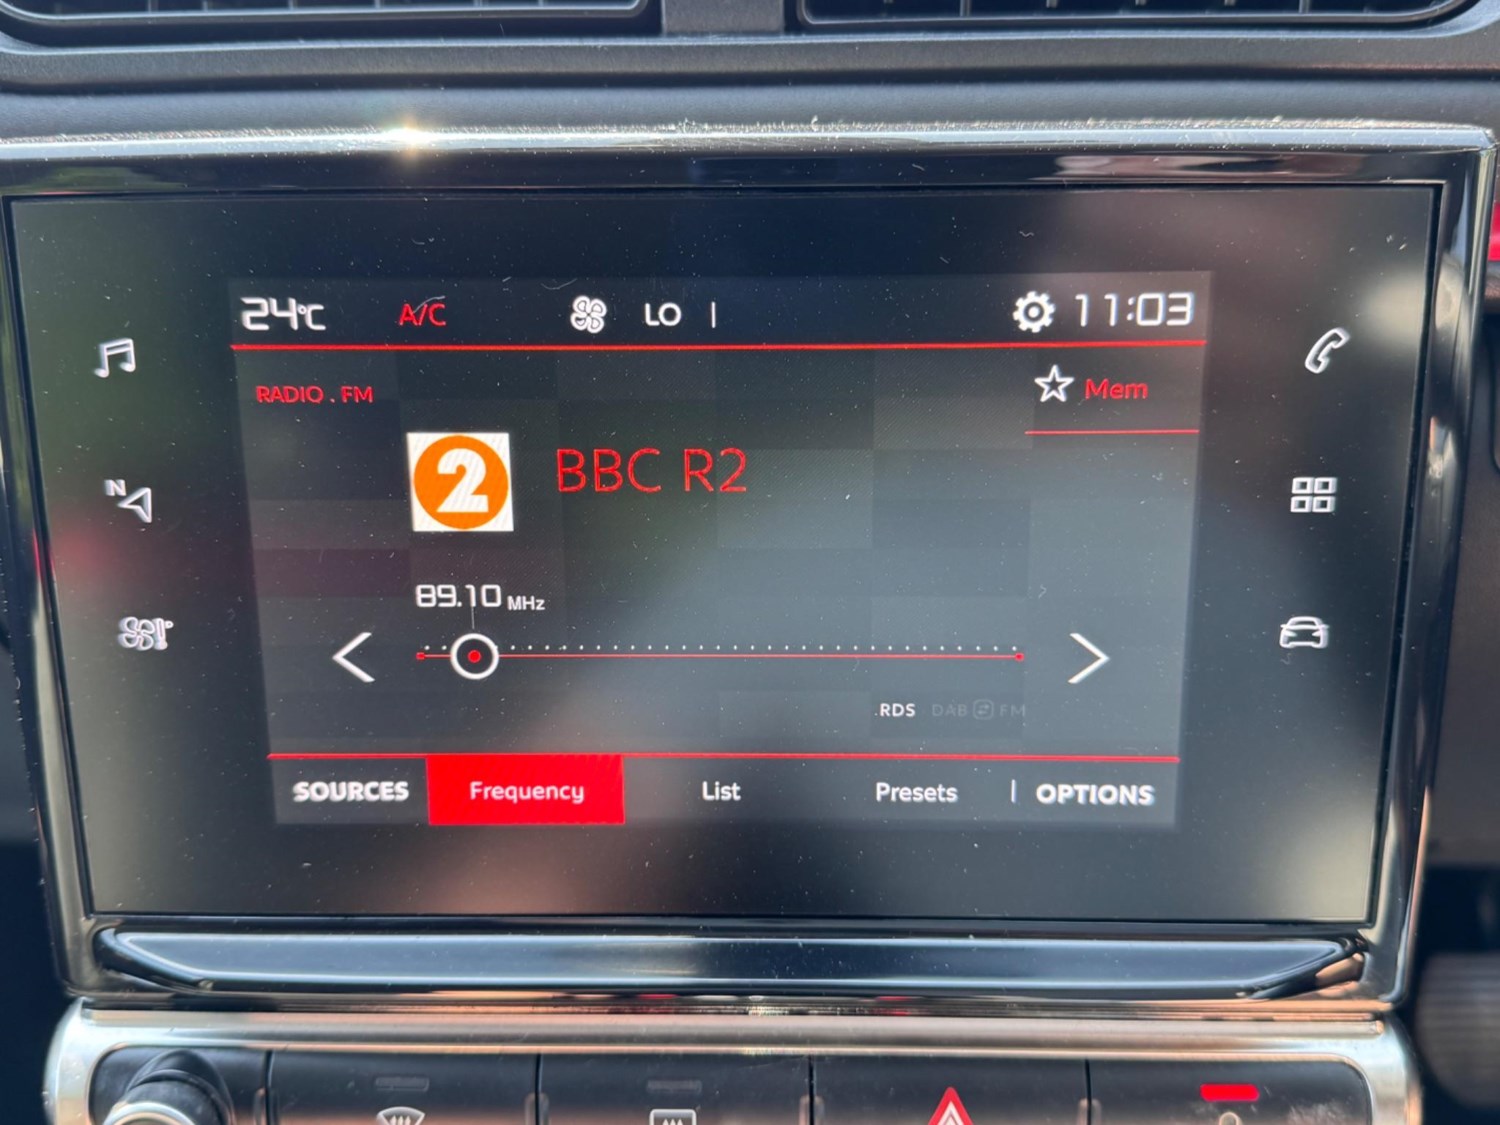 24°C A/C LO | 11:03
RADIO . FM
Mem
2 BBC R2
N
89.10 MHz
.RDS DAB FM
SOURCES Frequency List Presets | OPTIONS